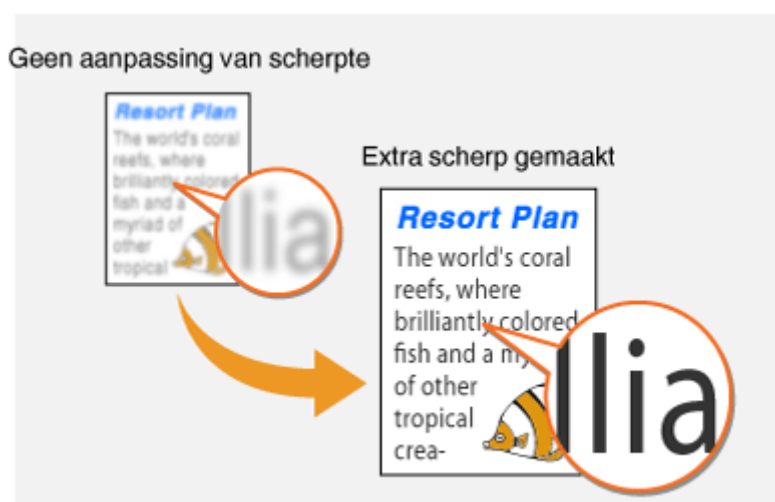 Geen aanpassing van scherpte
Resort Plan
The world's coral
reefs, where
brilliantly colored
fish and a
myriad of
other
tropical
llia
Extra scherp gemaakt
Resort Plan
The world's coral
reefs, where
brilliantly colored
fish and a my
of other
tropical
crea-
llia